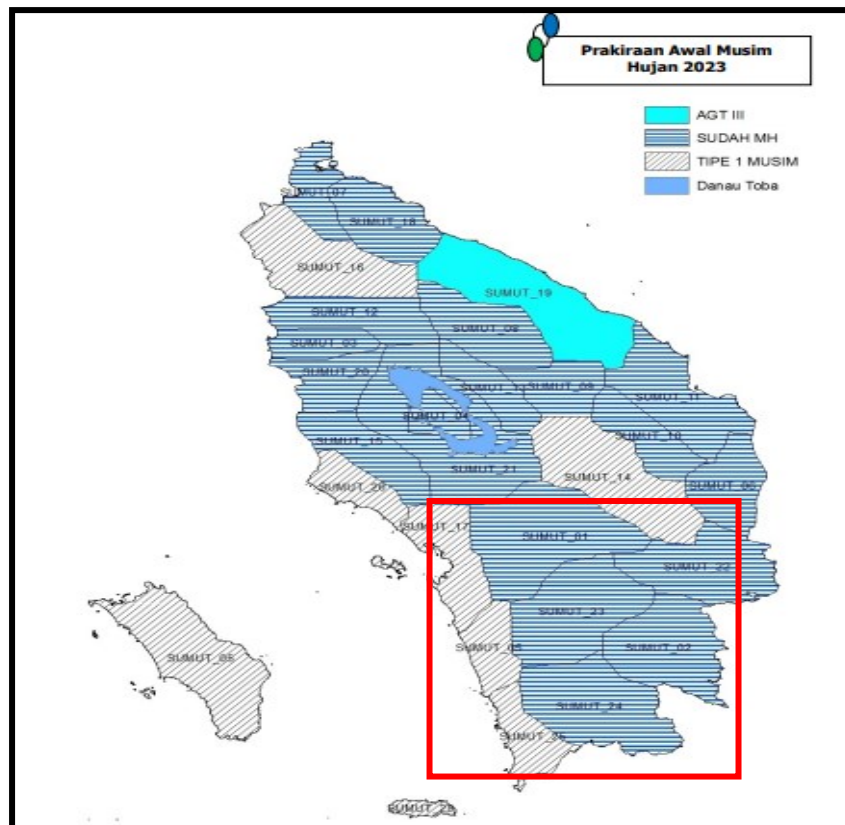 Prakiraan Awal Musim
Hujan 2023
AGT III
SUDAH MH
TIPE 1 MUSIM
Danau Toba
SUMUT_07
SUMUT_18
SUMUT_16
SUMUT_19
SUMUT_12
SUMUT_08
SUMUT_03
SUMUT_20
SUMUT_13
SUMUT_09
SUMUT_11
SUMUT_04
SUMUT_10
SUMUT_15
SUMUT_21
SUMUT_14
SUMUT_06
SUMUT_17
SUMUT_01
SUMUT_22
SUMUT_23
SUMUT_05
SUMUT_02
SUMUT_24